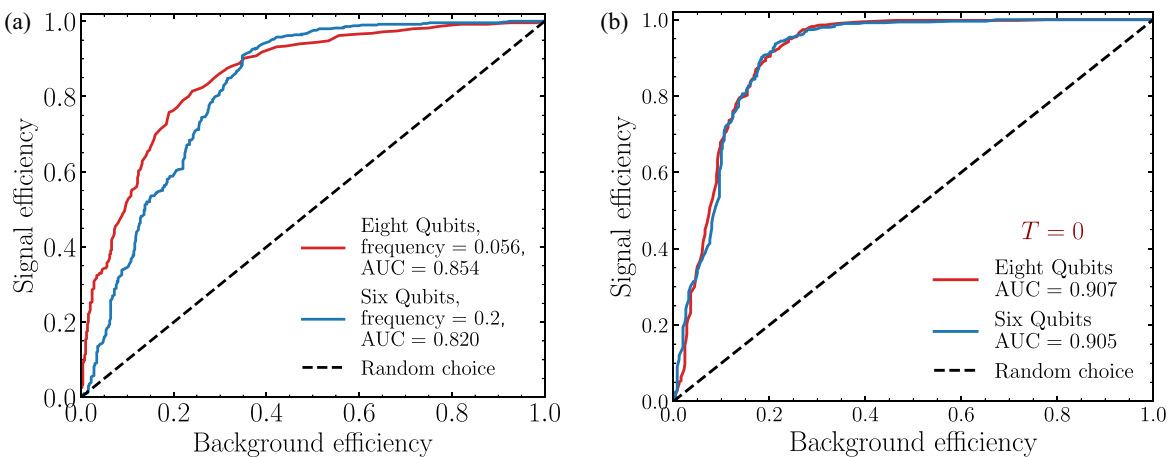 (a)
1.0
0.8
0.6
0.4
0.2
0.0
Signal efficiency
Eight Qubits,
frequency = 0.056,
AUC = 0.854
Six Qubits,
frequency = 0.2,
AUC = 0.820
Random choice
0.0 0.2 0.4 0.6 0.8 1.0
Background efficiency
(b)
1.0
0.8
0.6
0.4
0.2
0.0
Signal efficiency
T = 0
Eight Qubits
AUC = 0.907
Six Qubits
AUC = 0.905
Random choice
0.0 0.2 0.4 0.6 0.8 1.0
Background efficiency